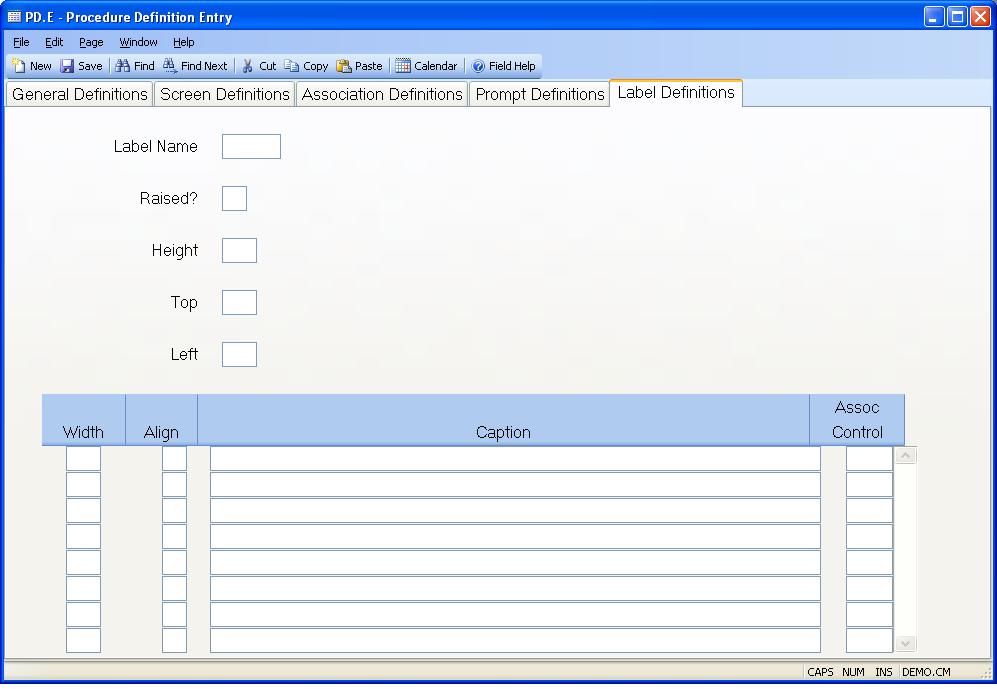 PD.E - Procedure Definition Entry
File Edit Page Window Help
New Save Find Find Next Cut Copy Paste Calendar Field Help
General Definitions Screen Definitions Association Definitions Prompt Definitions Label Definitions
Label Name
Raised?
Height
Top
Left
Width Align Caption Assoc Control
CAPS NUM INS DEMO.CM